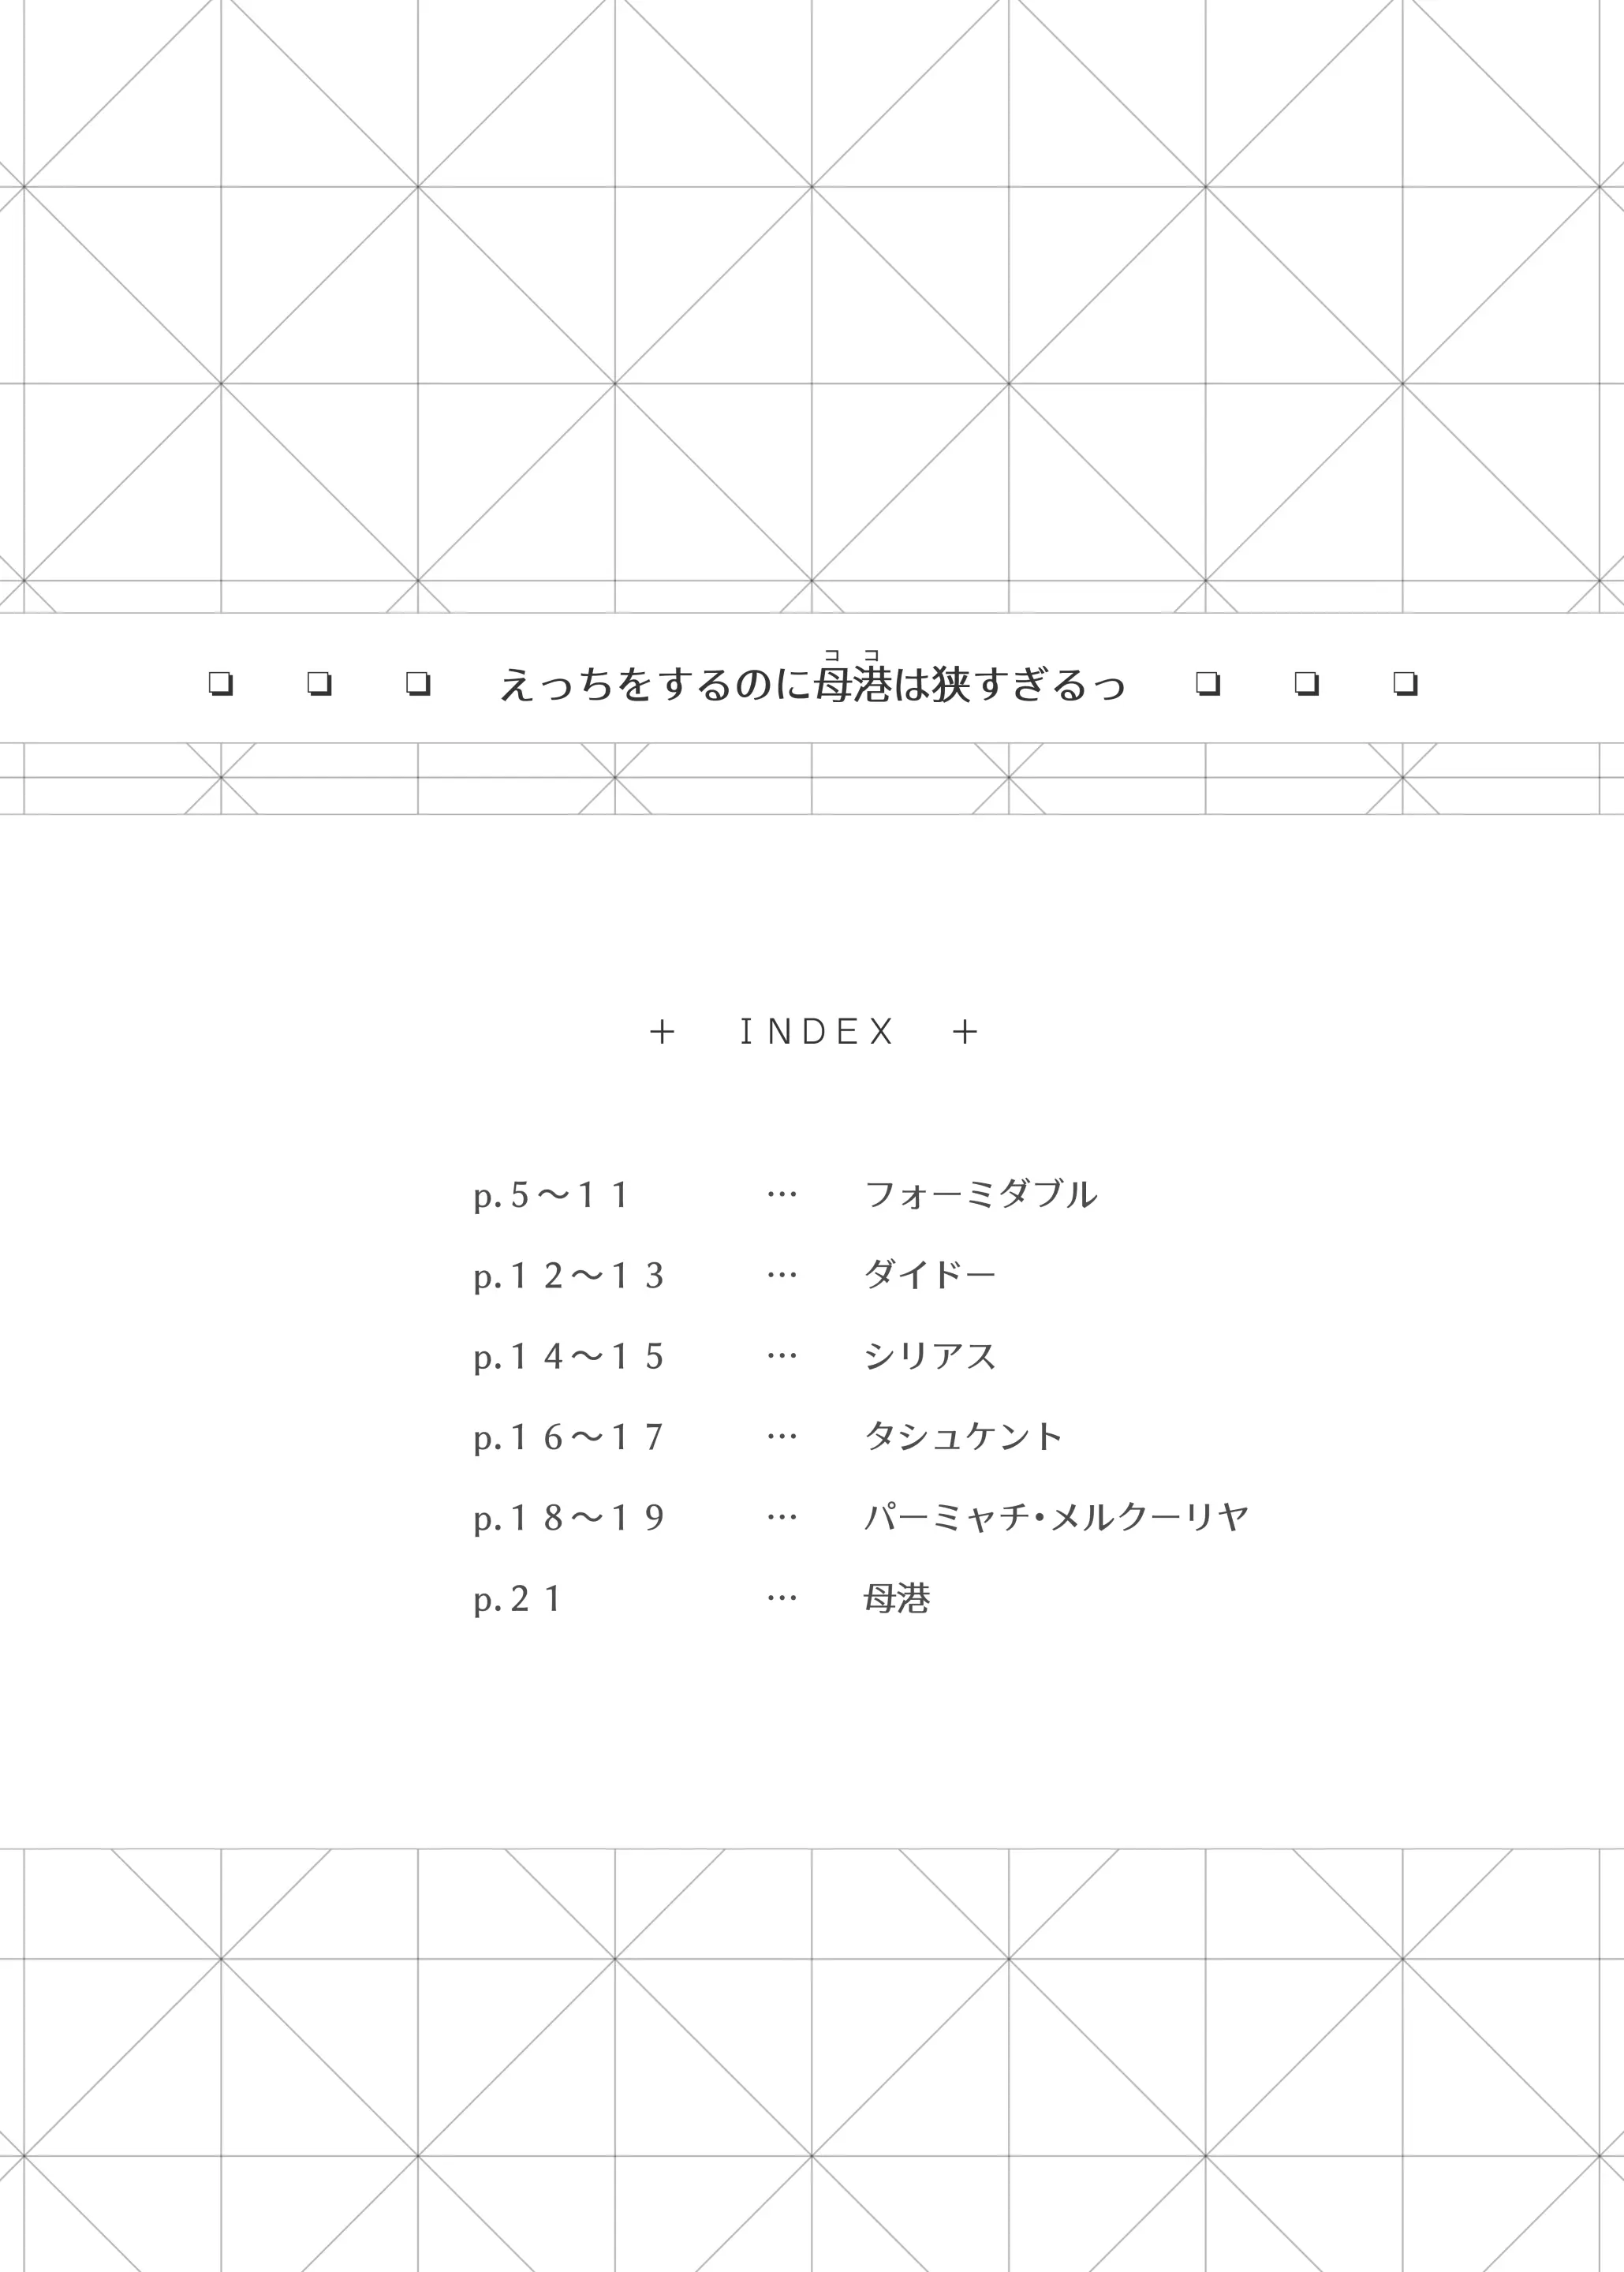 ❏ ❏ ❏ えっちをするのに母港は狭すぎるっ ❏ ❏ ❏
ココ
+ INDEX +
p.5～11 … フォーミダブル
p.12～13 … ダイドー
p.14～15 … シリアス
p.16～17 … タシュケント
p.18～19 … パーミャチ・メルクーリヤ
p.21 … 母港